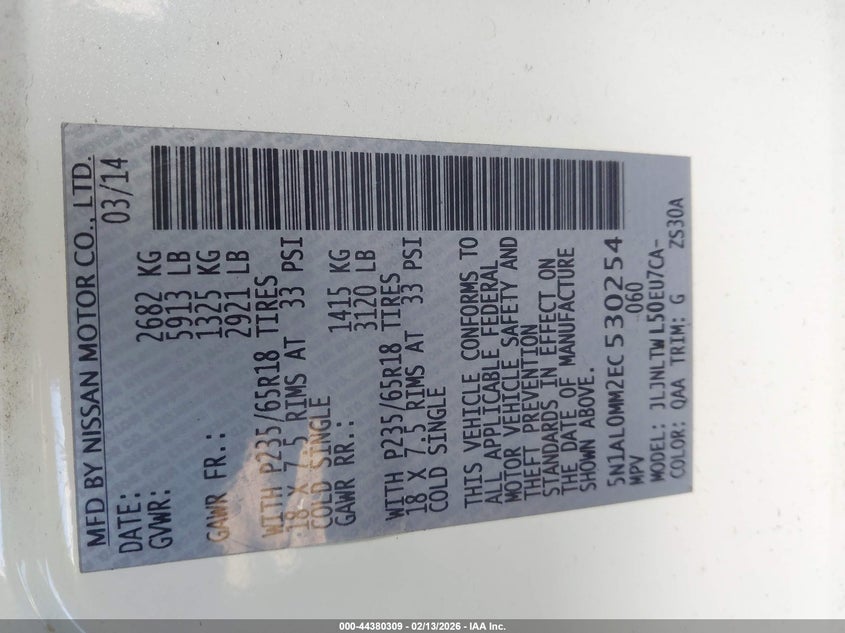 MFD BY NISSAN MOTOR CO., LTD.
DATE: 03/14
GVWR: 2682 KG
5913 LB
GAWR FR.: 1325 KG
2921 LB
WITH P235/65R18 TIRES
18 X 7.5 RIMS AT 33 PSI
COLD SINGLE
GAWR RR.: 1415 KG
3120 LB
WITH P235/65R18 TIRES
18 X 7.5 RIMS AT 33 PSI
COLD SINGLE
THIS VEHICLE CONFORMS TO
ALL APPLICABLE FEDERAL
MOTOR VEHICLE SAFETY AND
THEFT PREVENTION
STANDARDS IN EFFECT ON
THE DATE OF MANUFACTURE
SHOWN ABOVE.
5N1AL0MM2EC530254
MPV 060
MODEL: JLJNLTWL50EU7CA-
COLOR: QAA TRIM: G ZS30A
000-44380309 - 02/13/2026 - IAA Inc.